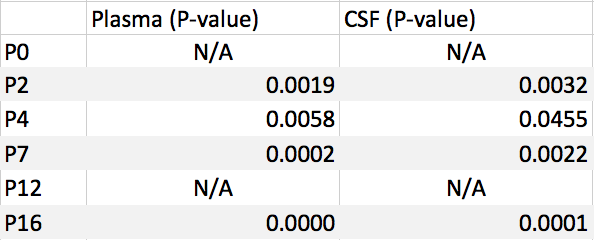 Plasma (P-value) CSF (P-value)
P0 N/A N/A
P2 0.0019 0.0032
P4 0.0058 0.0455
P7 0.0002 0.0022
P12 N/A N/A
P16 0.0000 0.0001